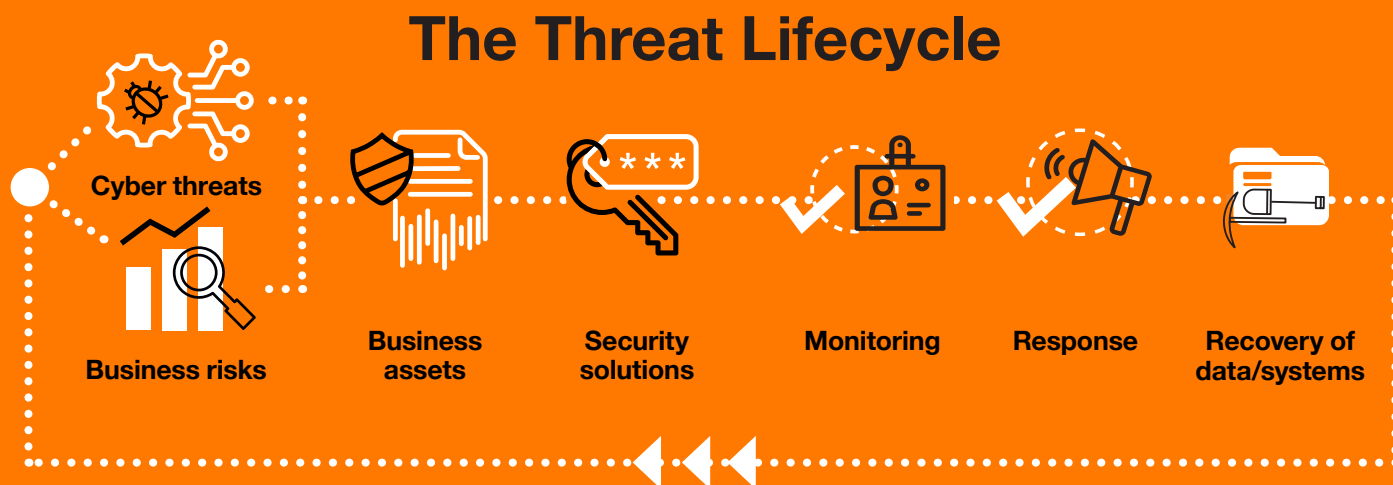 The Threat Lifecycle
Cyber threats
Business risks
Business
assets
***
Security
solutions
Monitoring
Response
Recovery of
data/systems